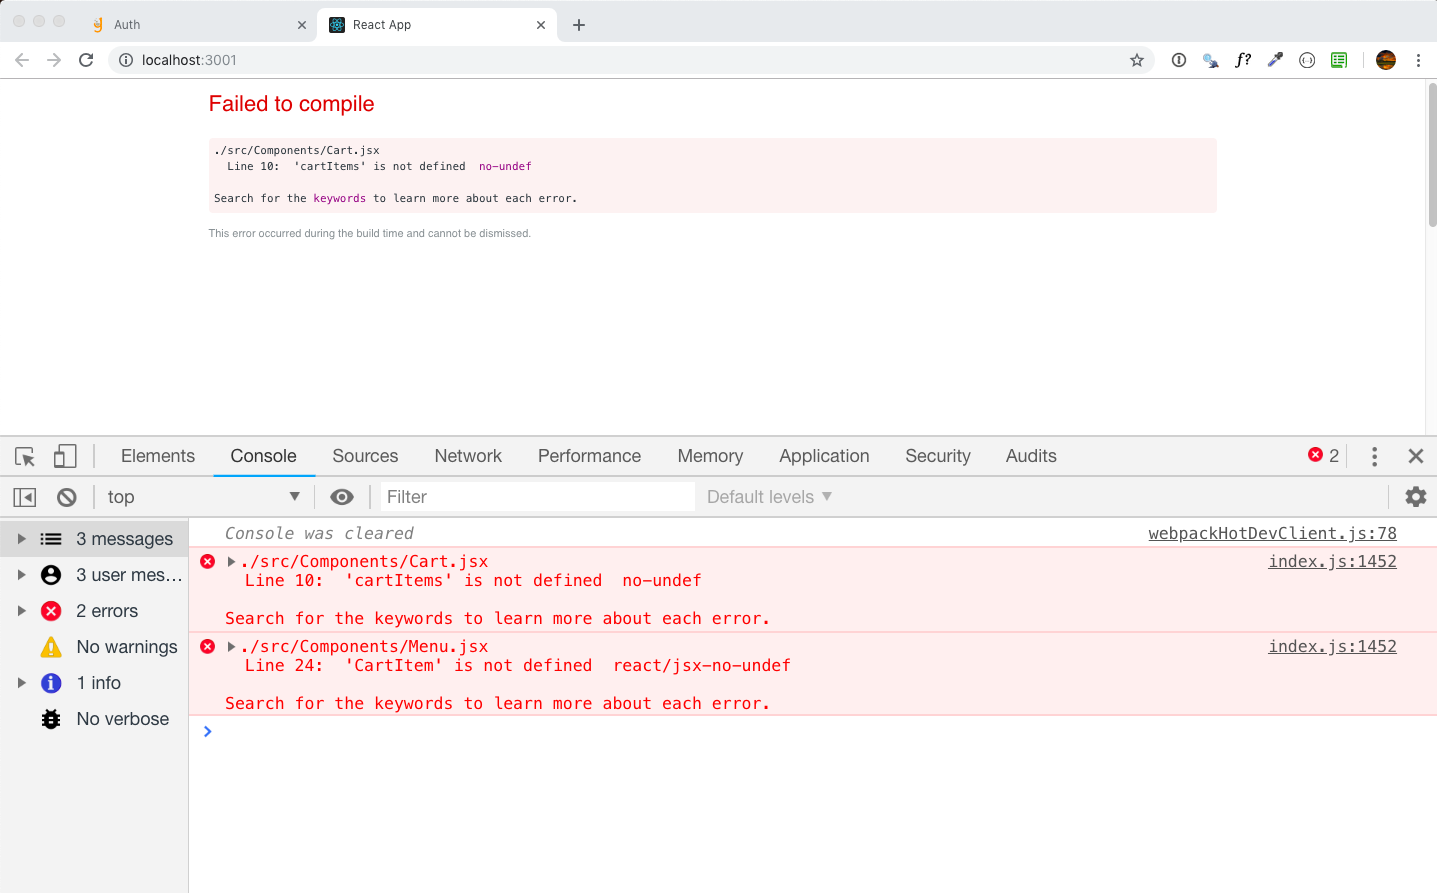 Auth
React App
localhost:3001
f?
Failed to compile
./src/Components/Cart.jsx
Line 10:  'cartItems' is not defined  no-undef
Search for the keywords to learn more about each error.
This error occurred during the build time and cannot be dismissed.
Elements Console Sources Network Performance Memory Application Security Audits 2
top Filter Default levels
3 messages
3 user mes…
2 errors
No warnings
1 info
No verbose
Console was cleared webpackHotDevClient.js:78
./src/Components/Cart.jsx index.js:1452
Line 10:  'cartItems' is not defined  no-undef
Search for the keywords to learn more about each error.
./src/Components/Menu.jsx index.js:1452
Line 24:  'CartItem' is not defined  react/jsx-no-undef
Search for the keywords to learn more about each error.